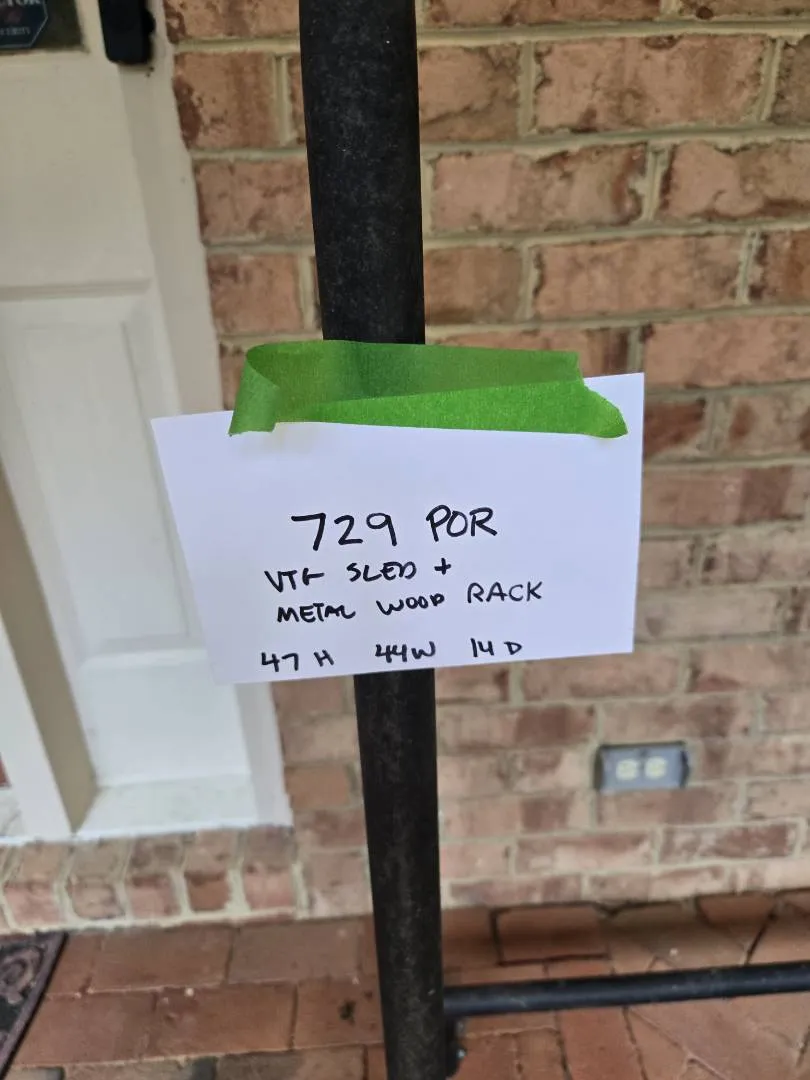 729 POR
VTG SLED +
METAL WOOD RACK
47 H 44W 14 D